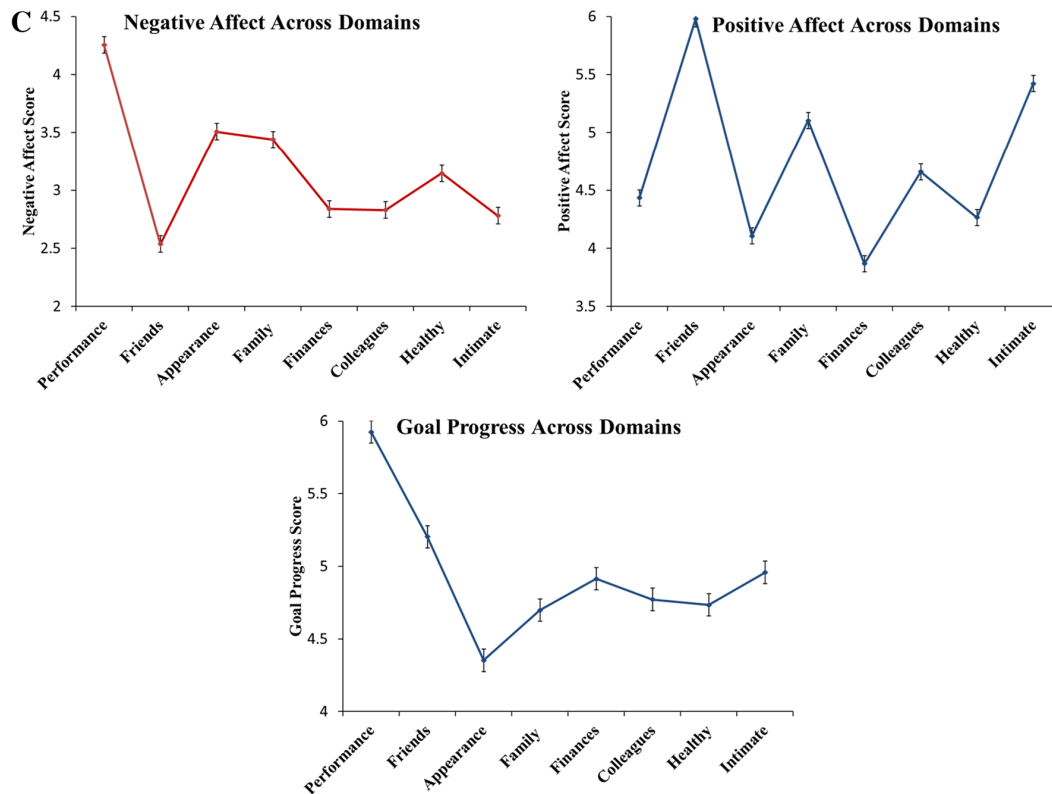 C
Negative Affect Across Domains
Negative Affect Score
4.5
4
3.5
3
2.5
2
Performance
Friends
Appearance
Family
Finances
Colleagues
Healthy
Intimate
Positive Affect Across Domains
Positive Affect Score
6
5.5
5
4.5
4
3.5
Performance
Friends
Appearance
Family
Finances
Colleagues
Healthy
Intimate
Goal Progress Across Domains
Goal Progress Score
6
5.5
5
4.5
4
Performance
Friends
Appearance
Family
Finances
Colleagues
Healthy
Intimate